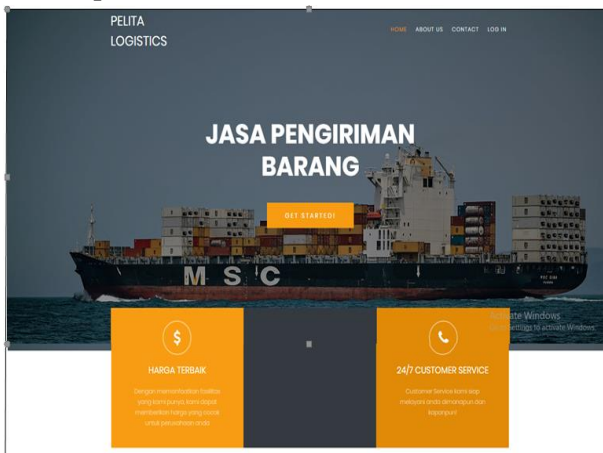 PELITA
LOGISTICS
HOME ABOUT US CONTACT LOG IN
JASA PENGIRIMAN
BARANG
GET STARTED!
M S C
Activate Windows
Go to Settings to activate Windows.
HARGA TERBAIK
Dengan memanfaatkan fasilitas
yang kami punya, kami dapat
memberikan harga yang cocok
untuk perusahaan anda
24/7 CUSTOMER SERVICE
Customer Service kami siap
melayani anda dimanapun dan
kapanpun!